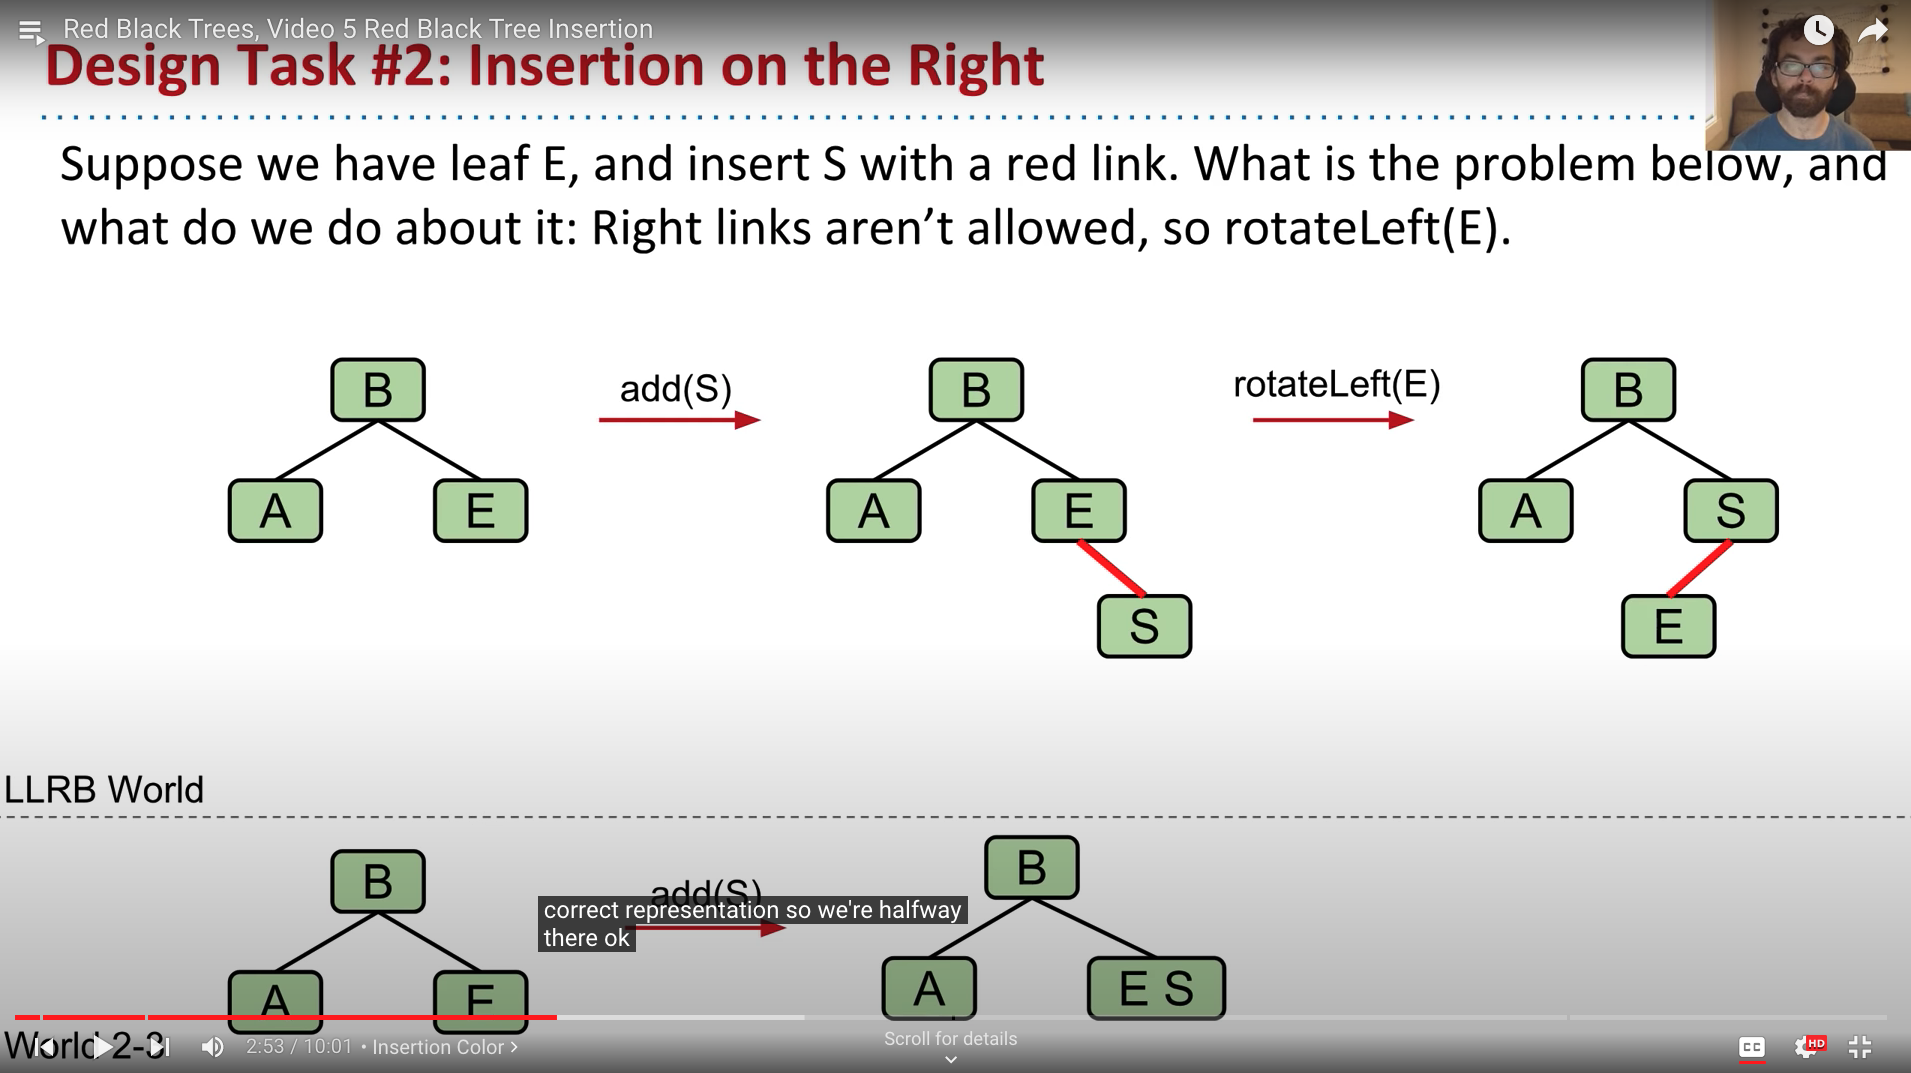 Red Black Trees, Video 5 Red Black Tree Insertion
Design Task #2: Insertion on the Right
Suppose we have leaf E, and insert S with a red link. What is the problem below, and
what do we do about it: Right links aren’t allowed, so rotateLeft(E).
B
add(S)
B
rotateLeft(E)
B
A
E
A
E
A
S
S
E
LLRB World
B
add(S)
B
correct representation so we're halfway
there ok
A
E
A
E S
World 2-3
2:53 / 10:01 • Insertion Color >
Scroll for details
CC
HD